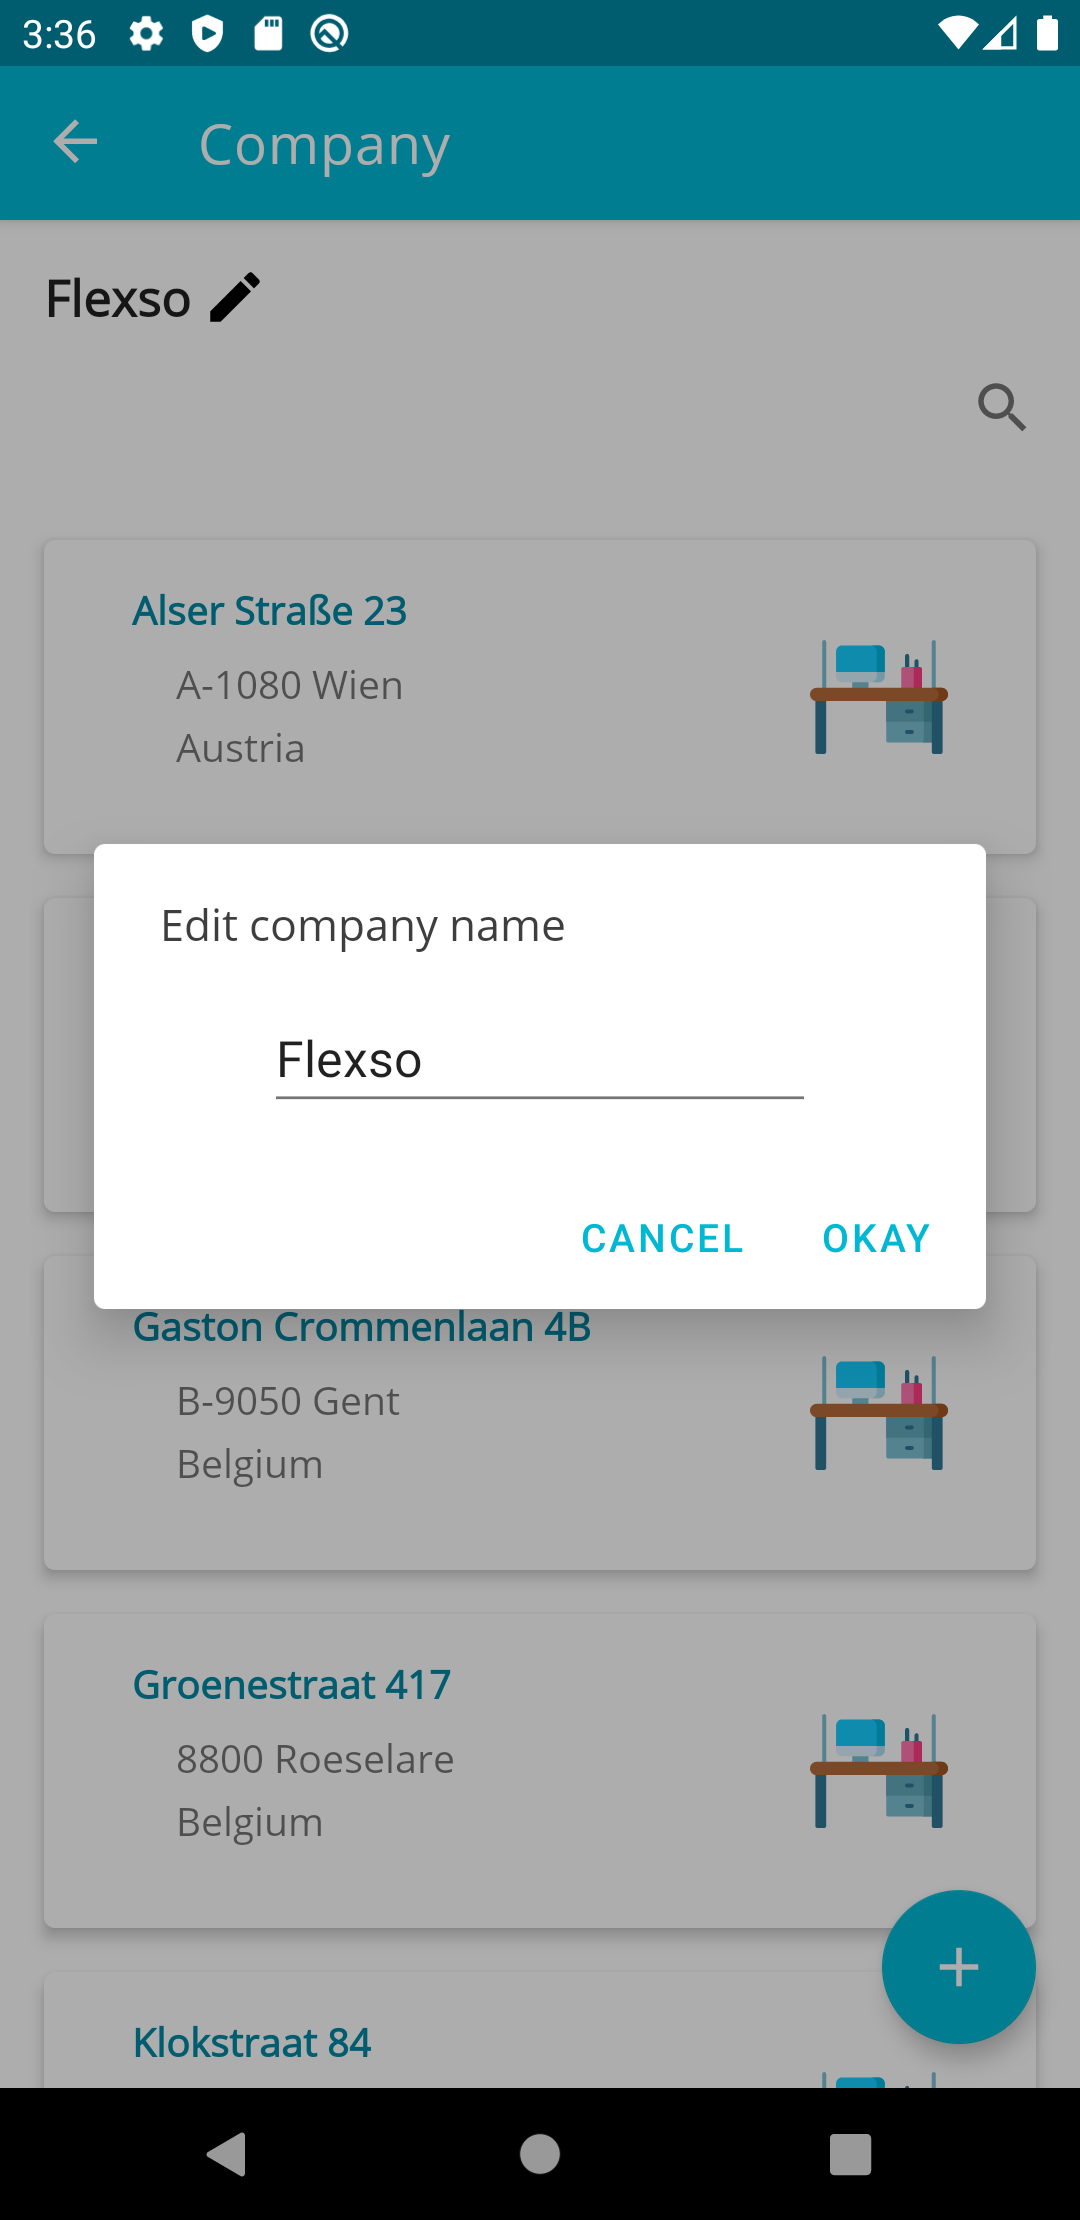 3:36
Company
Flexso
Alser Straße 23
A-1080 Wien
Austria
Edit company name
Flexso
CANCEL OKAY
Gaston Crommenlaan 4B
B-9050 Gent
Belgium
Groenestraat 417
8800 Roeselare
Belgium
Klokstraat 84